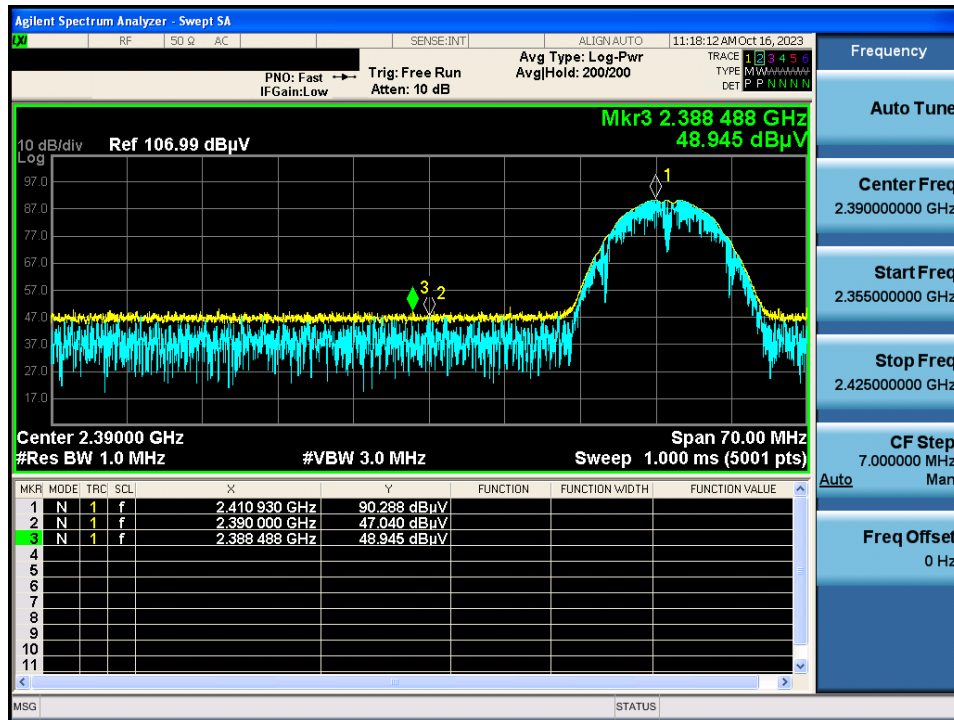 Agilent Spectrum Analyzer - Swept SA
LXI RF 50 Ω AC SENSE:INT ALIGN AUTO 11:18:12 AM Oct 16, 2023
Frequency
PNO: Fast Trig: Free Run Avg Type: Log-Pwr TRACE 1 2 3 4 5 6
IFGain:Low Atten: 10 dB Avg|Hold: 200/200 TYPE M W W W W W
DET P P N N N N
Auto Tune
Mkr3 2.388 488 GHz
48.945 dBµV
10 dB/div Ref 106.99 dBµV
Log
97.0
87.0
77.0
67.0
57.0
47.0
37.0
27.0
17.0
1
3
2
Center 2.39000 GHz Span 70.00 MHz
#Res BW 1.0 MHz #VBW 3.0 MHz Sweep 1.000 ms (5001 pts)
Center Freq
2.390000000 GHz
Start Freq
2.355000000 GHz
Stop Freq
2.425000000 GHz
CF Step
7.000000 MHz
Auto Man
Freq Offset
0 Hz
MKR MODE TRC SCL X Y FUNCTION FUNCTION WIDTH FUNCTION VALUE
1 N 1 f 2.410 930 GHz 90.288 dBµV
2 N 1 f 2.390 000 GHz 47.040 dBµV
3 N 1 f 2.388 488 GHz 48.945 dBµV
4
5
6
7
8
9
10
11
MSG STATUS